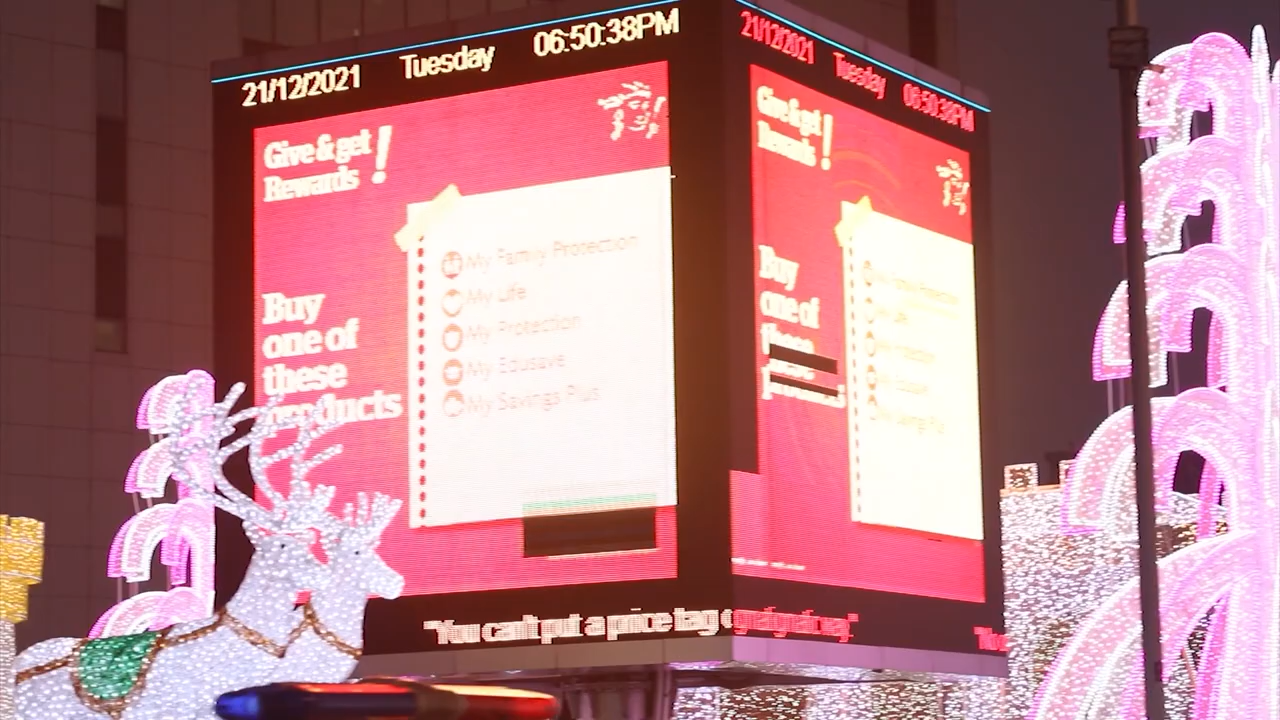 21/12/2021 Tuesday 06:50:38PM
Give & get
Rewards!
Buy
one of
these
products
My Family Protection
My Life
My Protection
My Edusave
My Savings Plus
"You can't put a price tag
21/12/2021 Tuesday 06:50:38PM
Give & get
Rewards!
Buy
one of
these